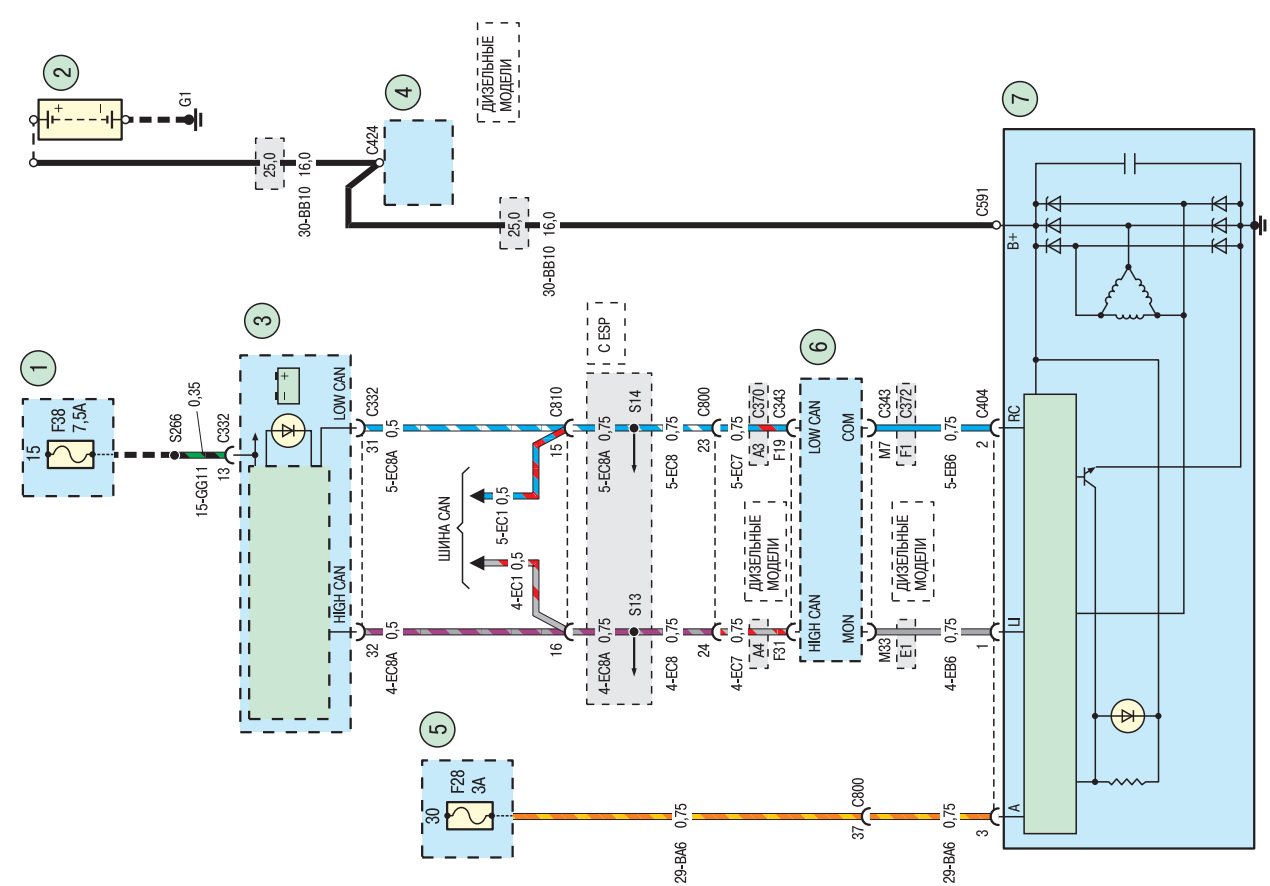 1
15
F38
7,5A
S266
0,35
15-GG11
13
C332
2
+
−
G1
25,0
30-BB10
16,0
C424
4
ДИЗЕЛЬНЫЕ
МОДЕЛИ
25,0
30-BB10
16,0
C591
3
− +
HIGH CAN
LOW CAN
32
4-EC8A
0,5
31
C332
5-EC8A
0,5
ШИНА CAN
4-EC1
0,5
5-EC1
0,5
16
15
C810
С ESP
4-EC8A
0,75
S13
5-EC8A
0,75
S14
4-EC8
0,75
5-EC8
0,75
24
23
C800
4-EC7
0,75
5-EC7
0,75
A4
ДИЗЕЛЬНЫЕ
МОДЕЛИ
A3
C370
F31
F19
C343
6
HIGH CAN
LOW CAN
MON
COM
M33
M7
C343
E1
ДИЗЕЛЬНЫЕ
МОДЕЛИ
F1
C372
4-EB6
0,75
5-EB6
0,75
1
2
C404
5
30
F28
3A
29-BA6
0,75
37
C800
29-BA6
0,75
3
7
A
Ш
RC
B+